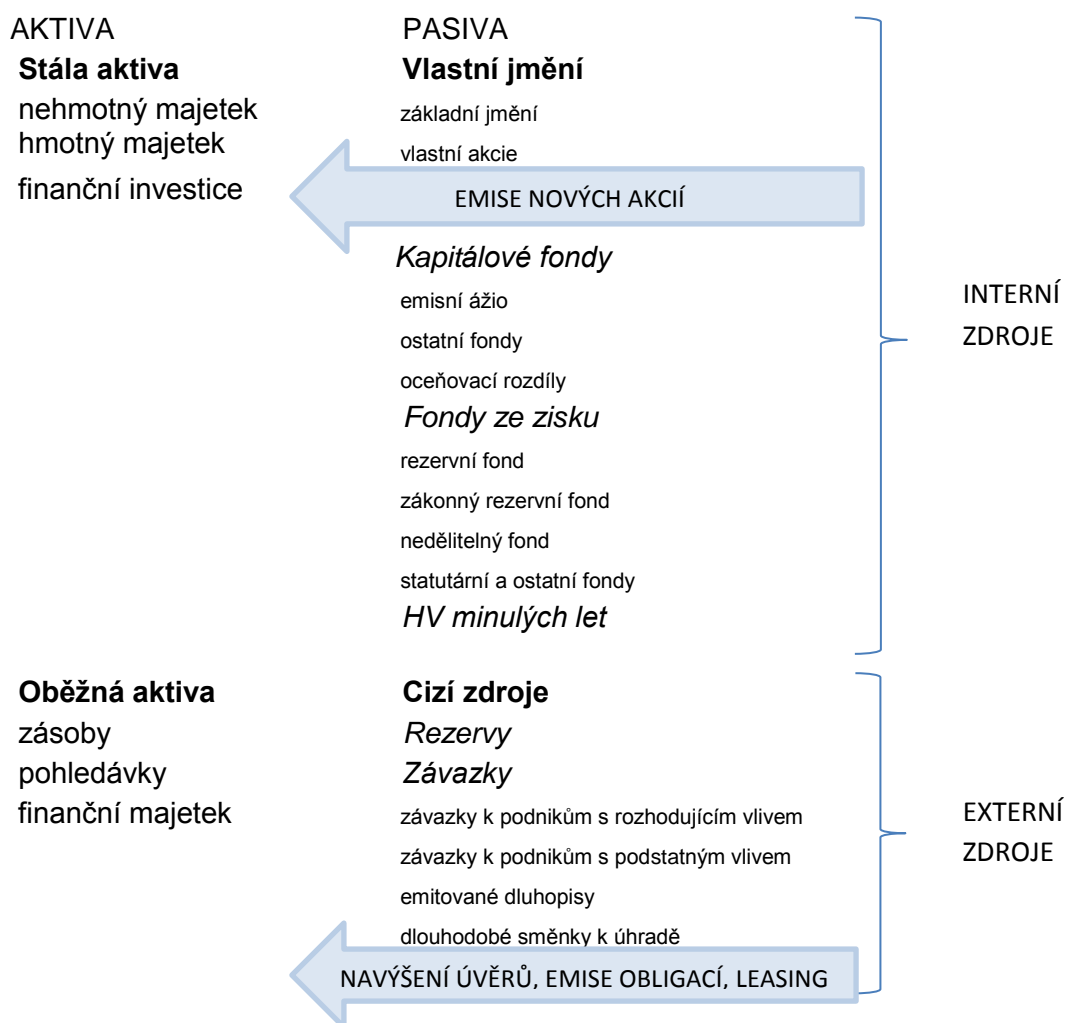 AKTIVA PASIVA
Stála aktiva Vlastní jmění
nehmotný majetek základní jmění
hmotný majetek vlastní akcie
finanční investice EMISE NOVÝCH AKCIÍ
Kapitálové fondy
emisní ážio INTERNÍ
ostatní fondy ZDROJE
oceňovací rozdíly
Fondy ze zisku
rezervní fond
zákonný rezervní fond
nedělitelný fond
statutární a ostatní fondy
HV minulých let
Oběžná aktiva Cizí zdroje
zásoby Rezervy
pohledávky Závazky
finanční majetek závazky k podnikům s rozhodujícím vlivem EXTERNÍ
závazky k podnikům s podstatným vlivem ZDROJE
emitované dluhopisy
dlouhodobé směnky k úhradě
NAVÝŠENÍ ÚVĚRŮ, EMISE OBLIGACÍ, LEASING